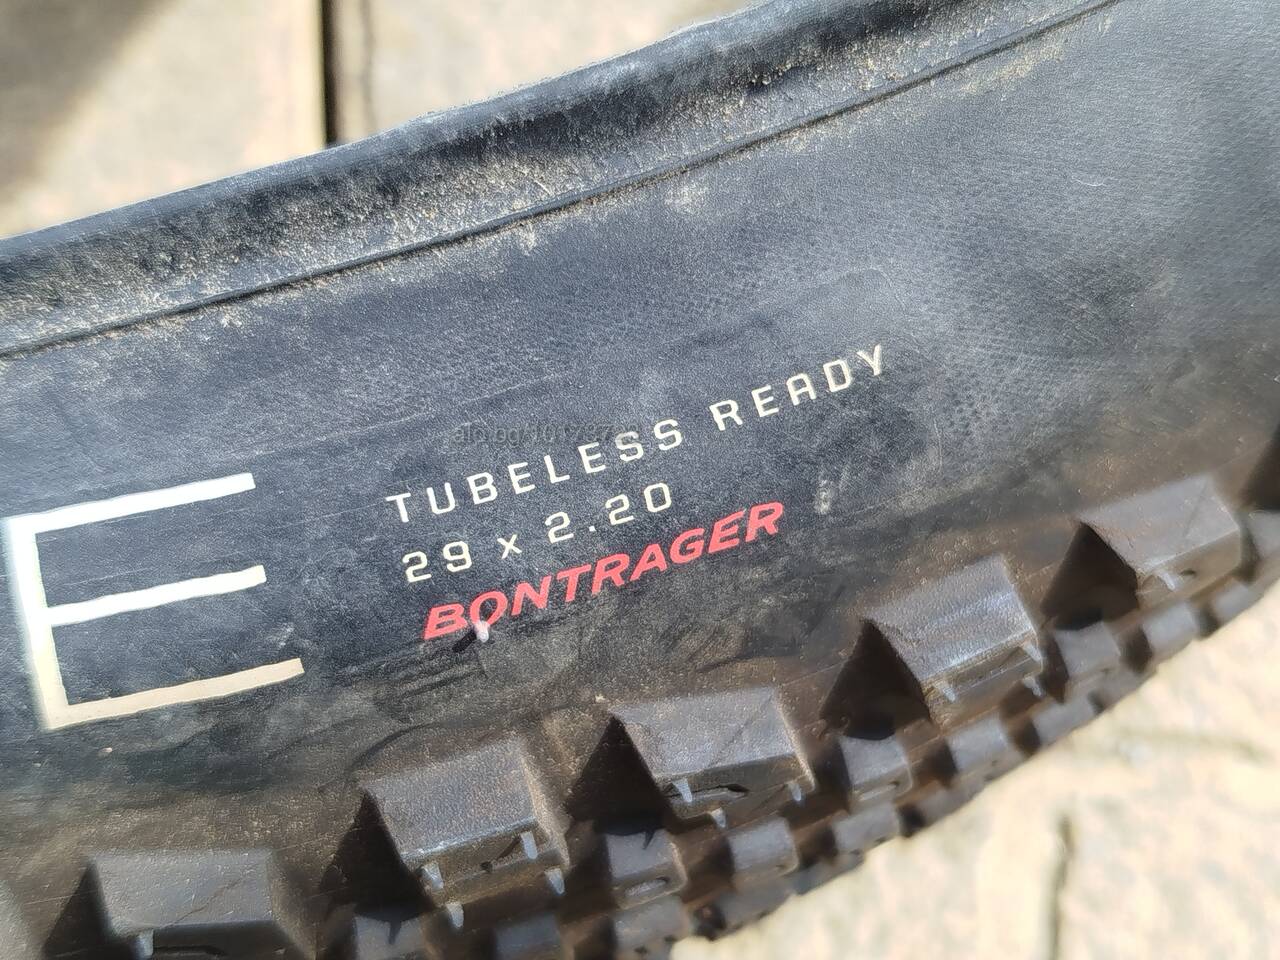 E
TUBELESS READY
29 x 2.20
BONTRAGER